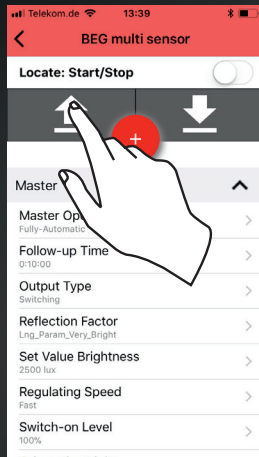 Telekom.de 13:39
BEG multi sensor
Locate: Start/Stop
+
Master
Master
Fully-Automatic
Follow-up Time
0:10:00
Output Type
Switching
Reflection Factor
Lng_Param_Very_Bright
Set Value Brightness
2500 lux
Regulating Speed
Fast
Switch-on Level
100%